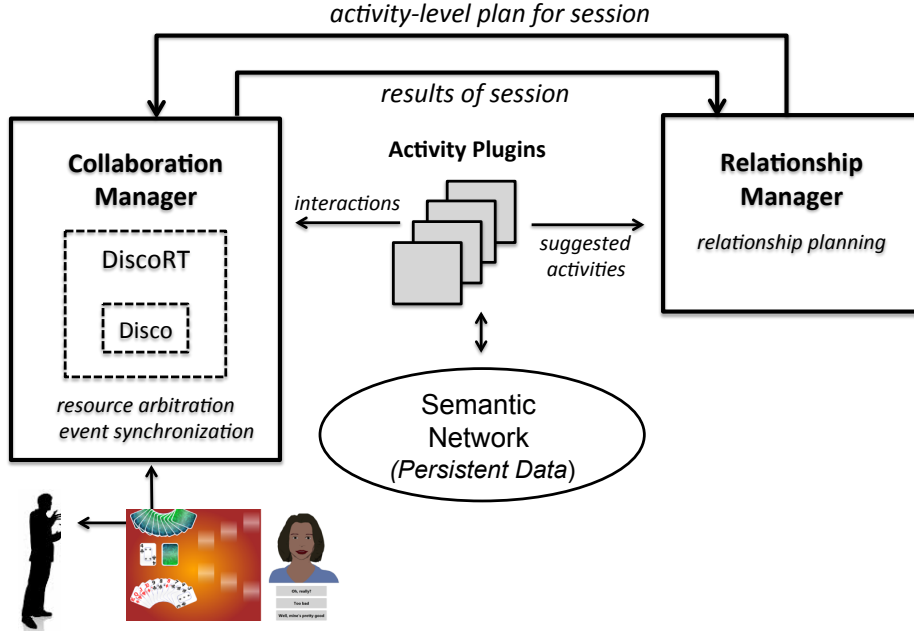 activity-level plan for session
results of session
Collaboration
Manager
DiscoRT
Disco
resource arbitration
event synchronization
Activity Plugins
interactions
suggested
activities
Relationship
Manager
relationship planning
Semantic
Network
(Persistent Data)
Oh, really?
Too bad
Well, mine's pretty good